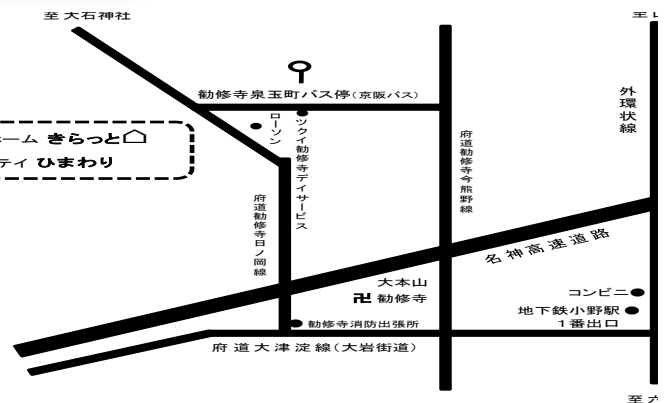 至 大石神社
外環状線
勧修寺泉玉町バス停(京阪バス)
ローソン
ツクイ勧修寺デイサービス
ーム きらっと
テイ ひまわり
府道勧修寺今熊野線
府道勧修寺日ノ岡線
名神高速道路
大本山
卍 勧修寺
コンビニ
地下鉄小野駅
1番出口
勧修寺消防出張所
府道大津淀線(大岩街道)